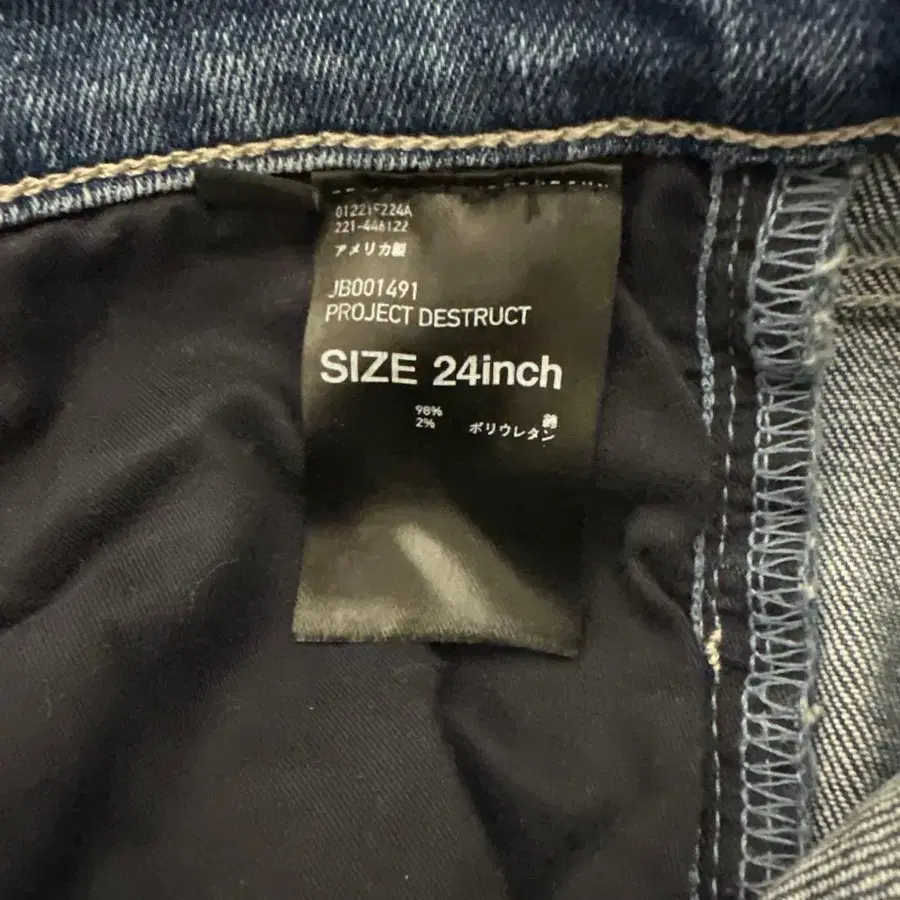 01221S224A
221-446122
アメリカ製
JB001491
PROJECT DESTRUCT
SIZE 24inch
98% 綿
2% ポリウレタン